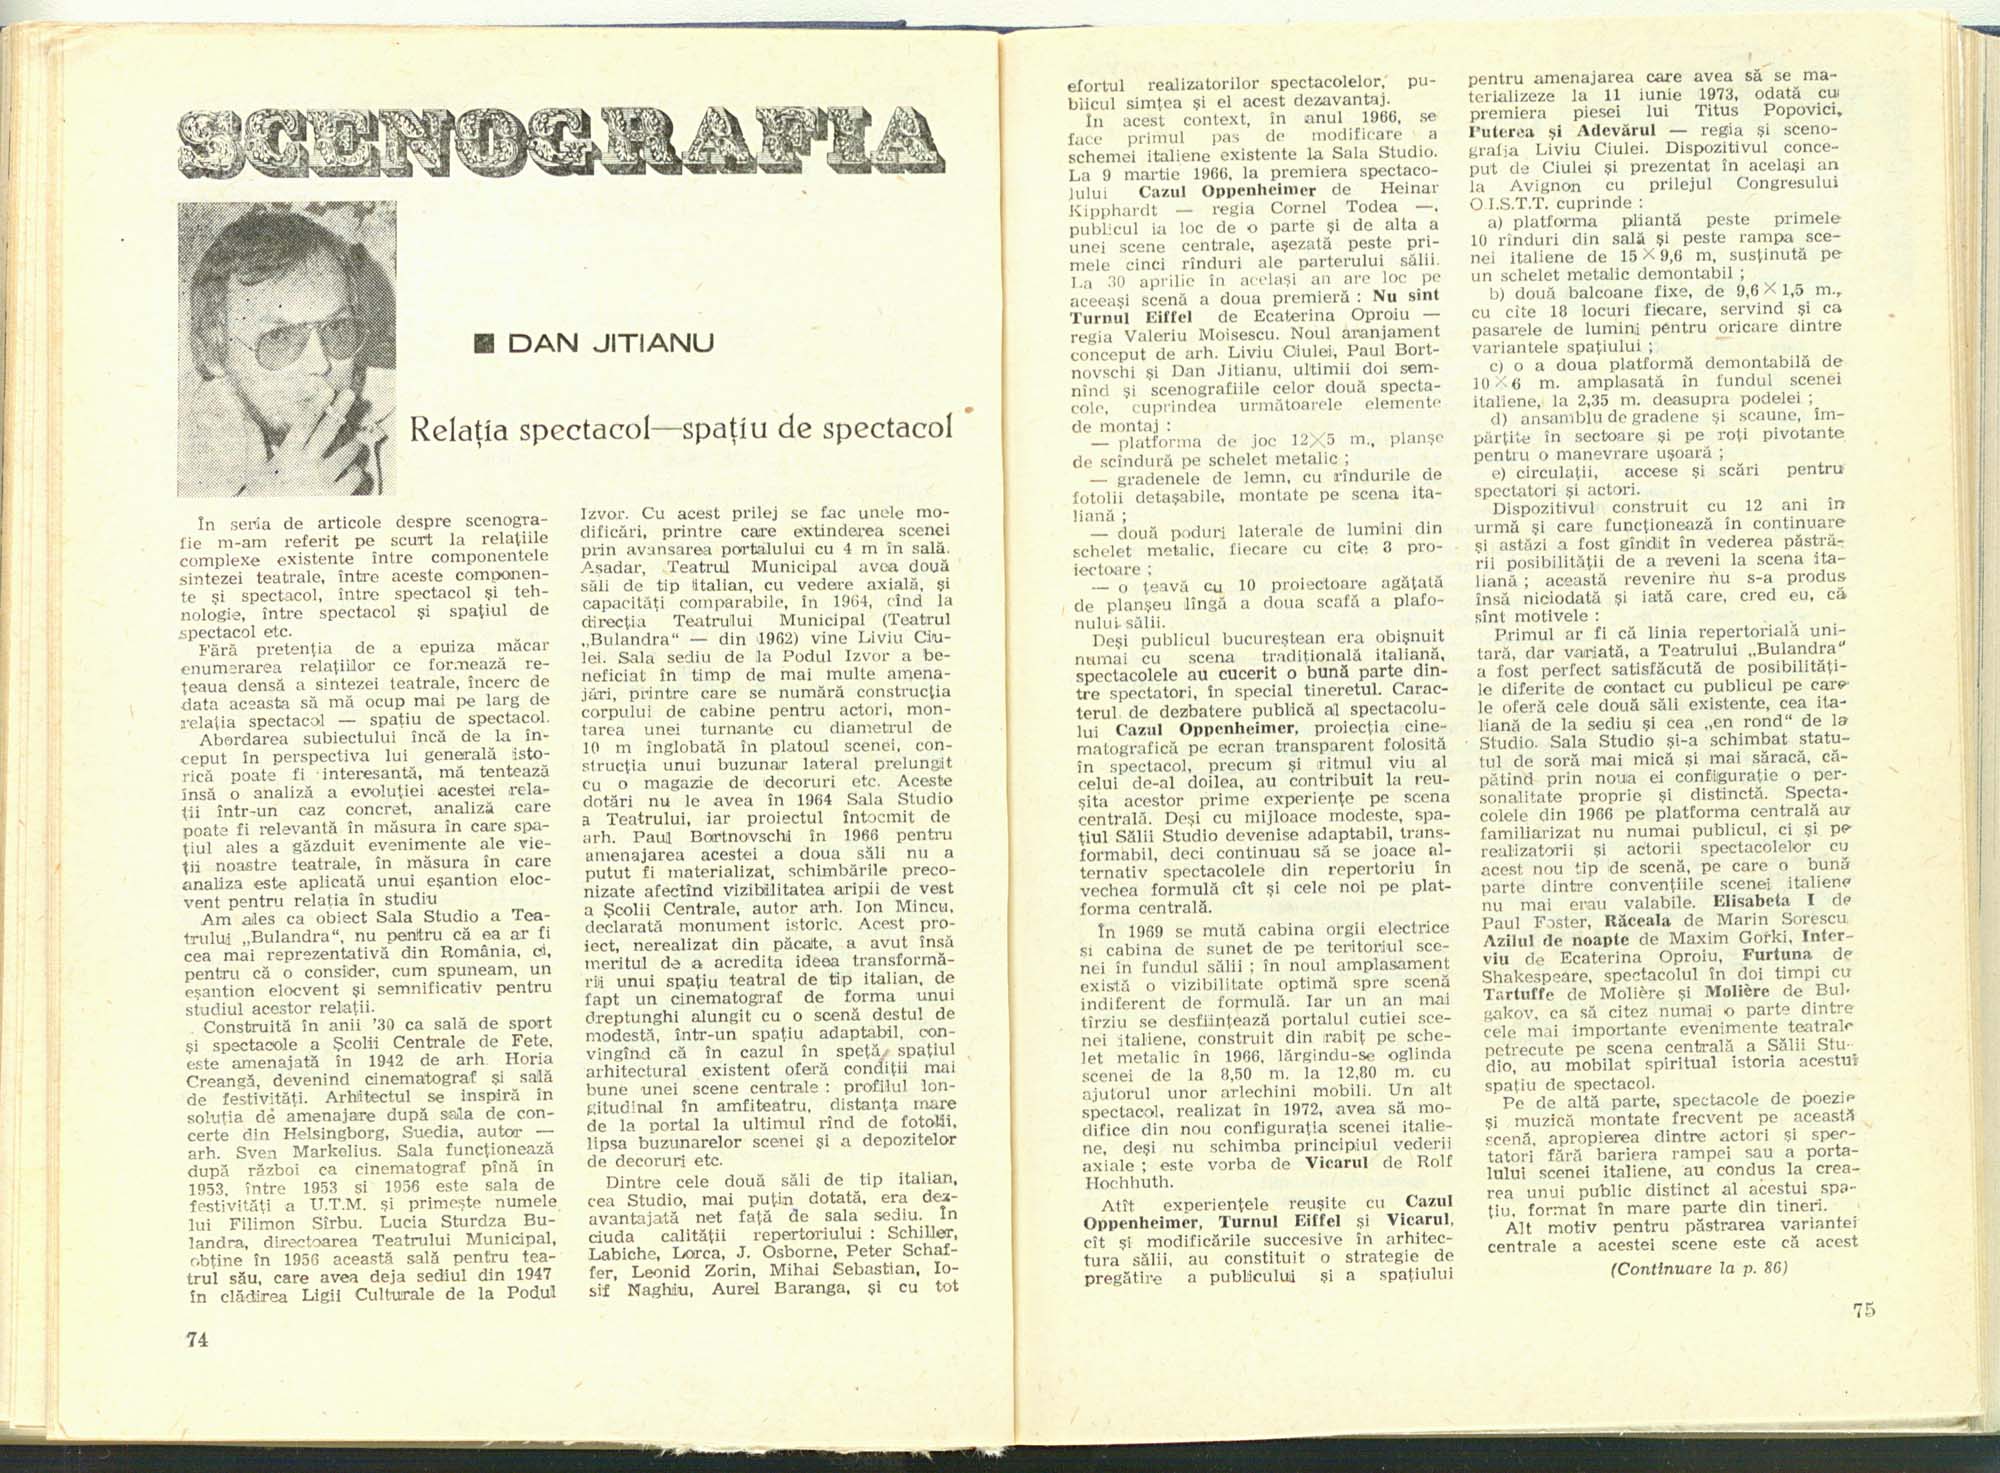 SCENOGRAFIA
DAN JITIANU
Relația spectacol—spațiu de spectacol
În seria de articole despre scenogra-
fie m-am referit pe scurt la relațiile
complexe existente între componentele
sintezei teatrale, între aceste componen-
te și spectacol, între spectacol și teh-
nologie, între spectacol și spațiul de
spectacol etc.
Fără pretenția de a epuiza măcar
enumerarea relațiilor ce formează re-
țeaua densă a sintezei teatrale, încerc de
data aceasta să mă ocup mai pe larg de
relația spectacol — spațiu de spectacol.
Abordarea subiectului încă de la în-
ceput în perspectiva lui generală isto-
rică poate fi interesantă, mă tentează
însă o analiză a evoluției acestei rela-
ții într-un caz concret, analiză care
poate fi relevantă în măsura în care spa-
țiul ales a găzduit evenimente ale vie-
ții noastre teatrale, în măsura în care
analiza este aplicată unui eșantion eloc-
vent pentru relația în studiu
Am ales ca obiect Sala Studio a Tea-
trului „Bulandra“, nu pentru că ea ar fi
cea mai reprezentativă din România, ci,
pentru că o consider, cum spuneam, un
eșantion elocvent și semnificativ pentru
studiul acestor relații.
Construită în anii '30 ca sală de sport
și spectacole a Școlii Centrale de Fete,
este amenajată în 1942 de arh. Horia
Creangă, devenind cinematograf și sală
de festivități. Arhitectul se inspiră în
soluția de amenajare după sala de con-
certe din Helsingborg, Suedia, autor —
arh. Sven Markelius. Sala funcționează
după război ca cinematograf pînă în
1953, între 1953 și 1956 este sala de
festivități a U.T.M. și primește numele
lui Filimon Sîrbu. Lucia Sturdza Bu-
landra, directoarea Teatrului Municipal,
obține în 1956 această sală pentru tea-
trul său, care avea deja sediul din 1947
în clădirea Ligii Culturale de la Podul
74
Izvor. Cu acest prilej se fac unele mo-
dificări, printre care extinderea scenei
prin avansarea portalului cu 4 m în sală.
Așadar, Teatrul Municipal avea două
săli de tip italian, cu vedere axială, și
capacități comparabile, în 1964, cînd la
direcția Teatrului Municipal (Teatrul
„Bulandra“ — din 1962) vine Liviu Ciu-
lei. Sala sediu de la Podul Izvor a be-
neficiat în timp de mai multe amena-
jări, printre care se numără construcția
corpului de cabine pentru actori, mon-
tarea unei turnante cu diametrul de
10 m înglobată în platoul scenei, con-
strucția unui buzunar lateral prelungit
cu o magazie de decoruri etc. Aceste
dotări nu le avea în 1964 Sala Studio
a Teatrului, iar proiectul întocmit de
arh. Paul Bortnovschi în 1966 pentru
amenajarea acestei a doua săli nu a
putut fi materializat, schimbările preco-
nizate afectînd vizibilitatea aripii de vest
a Școlii Centrale, autor arh. Ion Mincu,
declarată monument istoric. Acest pro-
iect, nerealizat din păcate, a avut însă
meritul de a acredita ideea transformă-
rii unui spațiu teatral de tip italian, de
fapt un cinematograf de forma unui
dreptunghi alungit cu o scenă destul de
modestă, într-un spațiu adaptabil, con-
vingînd că în cazul în speță, spațiul
arhitectural existent oferă condiții mai
bune unei scene centrale : profilul lon-
gitudinal în amfiteatru, distanța mare
de la portal la ultimul rînd de fotolii,
lipsa buzunarelor scenei și a depozitelor
de decoruri etc.
Dintre cele două săli de tip italian,
cea Studio, mai puțin dotată, era dez-
avantajată net față de sala sediu. În
ciuda calității repertoriului : Schiller,
Labiche, Lorca, J. Osborne, Peter Schaf-
fer, Leonid Zorin, Mihai Sebastian, Io-
sif Naghiu, Aurel Baranga, și cu tot
efortul realizatorilor spectacolelor, pu-
blicul simțea și el acest dezavantaj.
În acest context, în anul 1966, se
face primul pas de modificare a
schemei italiene existente la Sala Studio.
La 9 martie 1966, la premiera spectaco-
lului Cazul Oppenheimer de Heinar
Kipphardt — regia Cornel Todea —,
publicul ia loc de o parte și de alta a
unei scene centrale, așezată peste pri-
mele cinci rînduri ale parterului sălii.
La 30 aprilie în același an are loc pe
aceeași scenă a doua premieră : Nu sînt
Turnul Eiffel de Ecaterina Oproiu —
regia Valeriu Moisescu. Noul aranjament
conceput de arh. Liviu Ciulei, Paul Bort-
novschi și Dan Jitianu, ultimii doi sem-
nînd și scenografiile celor două specta-
cole, cuprindea următoarele elemente
de montaj :
— platforma de joc 12×5 m., planșe
de scîndură pe schelet metalic ;
— gradenele de lemn, cu rîndurile de
fotolii detașabile, montate pe scena ita-
liană ;
— două poduri laterale de lumini din
schelet metalic, fiecare cu cîte 8 pro-
iectoare ;
— o țeavă cu 10 proiectoare agățată
de planșeu lîngă a doua scafă a plafo-
nului sălii.
Deși publicul bucureștean era obișnuit
numai cu scena tradițională italiană,
spectacolele au cucerit o bună parte din-
tre spectatori, în special tineretul. Carac-
terul de dezbatere publică al spectacolu-
lui Cazul Oppenheimer, proiecția cine-
matografică pe ecran transparent folosită
în spectacol, precum și ritmul viu al
celui de-al doilea, au contribuit la reu-
șita acestor prime experiențe pe scena
centrală. Deși cu mijloace modeste, spa-
țiul Sălii Studio devenise adaptabil, trans-
formabil, deci continuau să se joace al-
ternativ spectacolele din repertoriu în
vechea formulă cît și cele noi pe plat-
forma centrală.
În 1969 se mută cabina orgii electrice
și cabina de sunet de pe teritoriul sce-
nei în fundul sălii ; în noul amplasament
există o vizibilitate optimă spre scenă
indiferent de formulă. Iar un an mai
tîrziu se desființează portalul cutiei sce-
nei italiene, construit din rabiț pe sche-
let metalic în 1966, lărgindu-se oglinda
scenei de la 8,50 m. la 12,80 m. cu
ajutorul unor arlechini mobili. Un alt
spectacol, realizat în 1972, avea să mo-
difice din nou configurația scenei italie-
ne, deși nu schimba principiul vederii
axiale ; este vorba de Vicarul de Rolf
Hochhuth.
Atît experiențele reușite cu Cazul
Oppenheimer, Turnul Eiffel și Vicarul,
cît și modificările succesive în arhitec-
tura sălii, au constituit o strategie de
pregătire a publicului și a spațiului
pentru amenajarea care avea să se ma-
terializeze la 11 iunie 1973, odată cu
premiera piesei lui Titus Popovici,
Puterea și Adevărul — regia și sceno-
grafia Liviu Ciulei. Dispozitivul conce-
put de Ciulei și prezentat în același an
la Avignon cu prilejul Congresului
O.I.S.T.T. cuprinde :
a) platforma pliantă peste primele
10 rînduri din sală și peste rampa sce-
nei italiene de 15×9,6 m, susținută pe
un schelet metalic demontabil ;
b) două balcoane fixe, de 9,6×1,5 m.,
cu cîte 18 locuri fiecare, servind și ca
pasarele de lumini pentru oricare dintre
variantele spațiului ;
c) o a doua platformă demontabilă de
10×6 m. amplasată în fundul scenei
italiene, la 2,35 m. deasupra podelei ;
d) ansamblu de gradene și scaune, îm-
părțite în sectoare și pe roți pivotante
pentru o manevrare ușoară ;
e) circulații, accese și scări pentru
spectatori și actori.
Dispozitivul construit cu 12 ani în
urmă și care funcționează în continuare
și astăzi a fost gîndit în vederea păstră-
rii posibilității de a reveni la scena ita-
liană ; această revenire nu s-a produs
însă niciodată și iată care, cred eu, că
sînt motivele :
Primul ar fi că linia repertorială uni-
tară, dar variată, a Teatrului „Bulandra“
a fost perfect satisfăcută de posibilități-
le diferite de contact cu publicul pe care
le oferă cele două săli existente, cea ita-
liană de la sediu și cea „en rond“ de la
Studio. Sala Studio și-a schimbat statu-
tul de soră mai mică și mai săracă, că-
pătînd prin noua ei configurație o per-
sonalitate proprie și distinctă. Specta-
colele din 1966 pe platforma centrală au
familiarizat nu numai publicul, ci și pe
realizatorii și actorii spectacolelor cu
acest nou tip de scenă, pe care o bună
parte dintre convențiile scenei italiene
nu mai erau valabile. Elisabeta I de
Paul Foster, Răceala de Marin Sorescu
Azilul de noapte de Maxim Gorki, Inter-
viu de Ecaterina Oproiu, Furtuna de
Shakespeare, spectacolul în doi timpi cu
Tartuffe de Molière și Molière de Bul-
gakov, ca să citez numai o parte dintre
cele mai importante evenimente teatrale
petrecute pe scena centrală a Sălii Stu-
dio, au mobilat spiritual istoria acestui
spațiu de spectacol.
Pe de altă parte, spectacole de poezie
și muzică montate frecvent pe această
scenă, apropierea dintre actori și spec-
tatori fără bariera rampei sau a porta-
lului scenei italiene, au condus la crea-
rea unui public distinct al acestui spa-
țiu, format în mare parte din tineri.
Alt motiv pentru păstrarea variantei
centrale a acestei scene este că acest
(Continuare la p. 86)
75